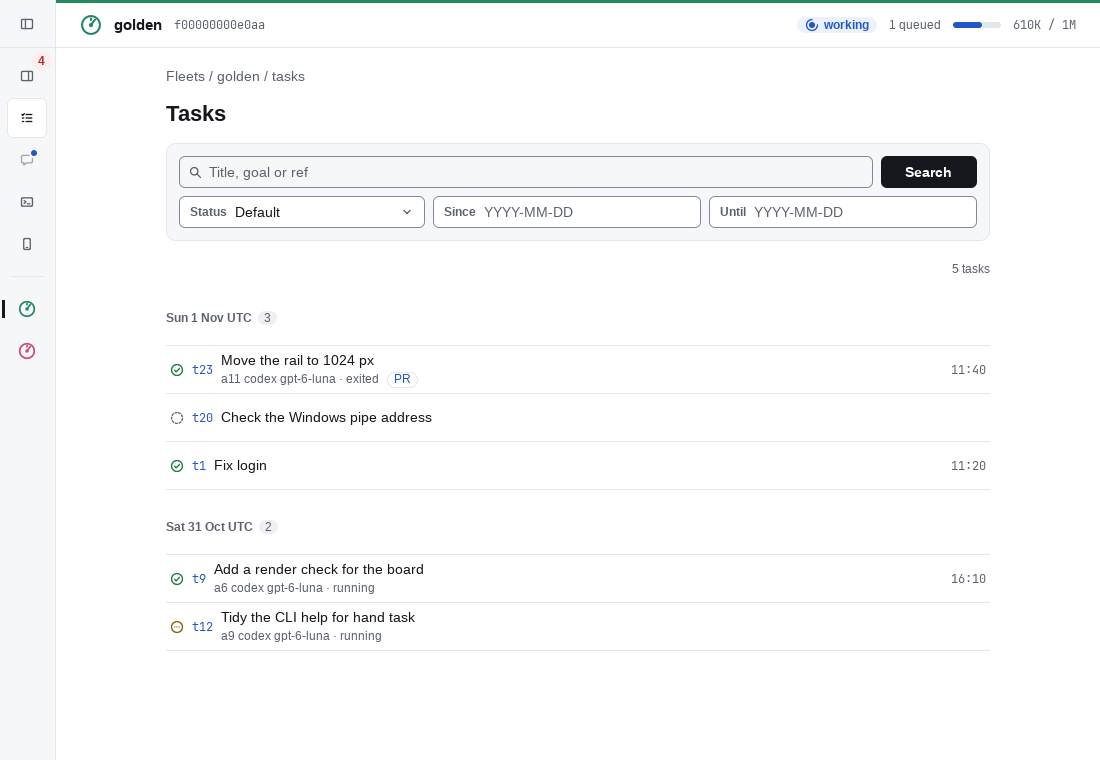 golden f00000000e0aa working 1 queued 610K / 1M
4
Fleets / golden / tasks
Tasks
Title, goal or ref Search
Status Default Since YYYY-MM-DD Until YYYY-MM-DD
5 tasks
Sun 1 Nov UTC 3
t23 Move the rail to 1024 px 11:40
a11 codex gpt-6-luna · exited PR
t20 Check the Windows pipe address
t1 Fix login 11:20
Sat 31 Oct UTC 2
t9 Add a render check for the board 16:10
a6 codex gpt-6-luna · running
t12 Tidy the CLI help for hand task
a9 codex gpt-6-luna · running